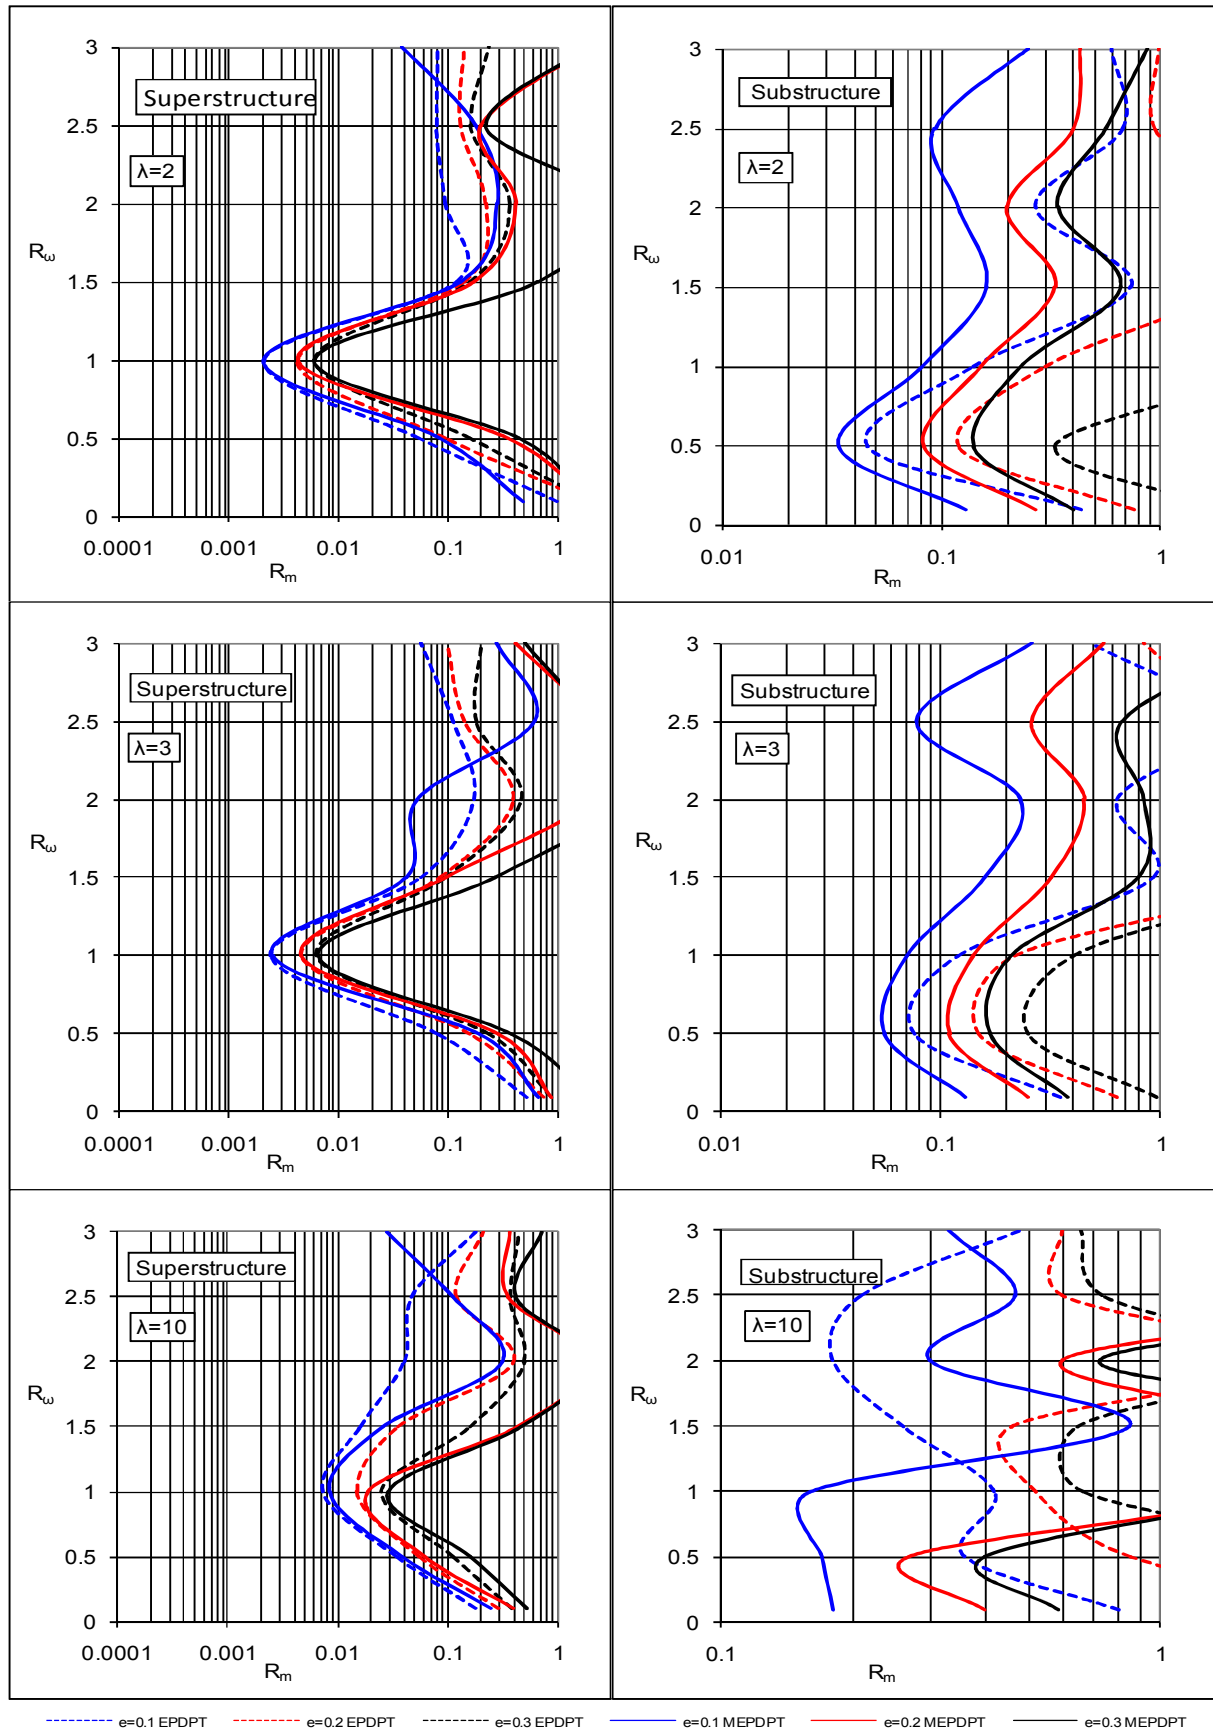 3
2.5
2
1.5
1
0.5
0
Superstructure
λ=2
Rω
0.0001 0.001 0.01 0.1 1
Rm
3
2.5
2
1.5
1
0.5
0
Substructure
λ=2
Rω
0.01 0.1 1
Rm
3
2.5
2
1.5
1
0.5
0
Superstructure
λ=3
Rω
0.0001 0.001 0.01 0.1 1
Rm
3
2.5
2
1.5
1
0.5
0
Substructure
λ=3
Rω
0.01 0.1 1
Rm
3
2.5
2
1.5
1
0.5
0
Superstructure
λ=10
Rω
0.0001 0.001 0.01 0.1 1
Rm
3
2.5
2
1.5
1
0.5
0
Substructure
λ=10
Rω
0.1 1
Rm
e=0.1 EPDPT e=0.2 EPDPT e=0.3 EPDPT e=0.1 MEPDPT e=0.2 MEPDPT e=0.3 MEPDPT